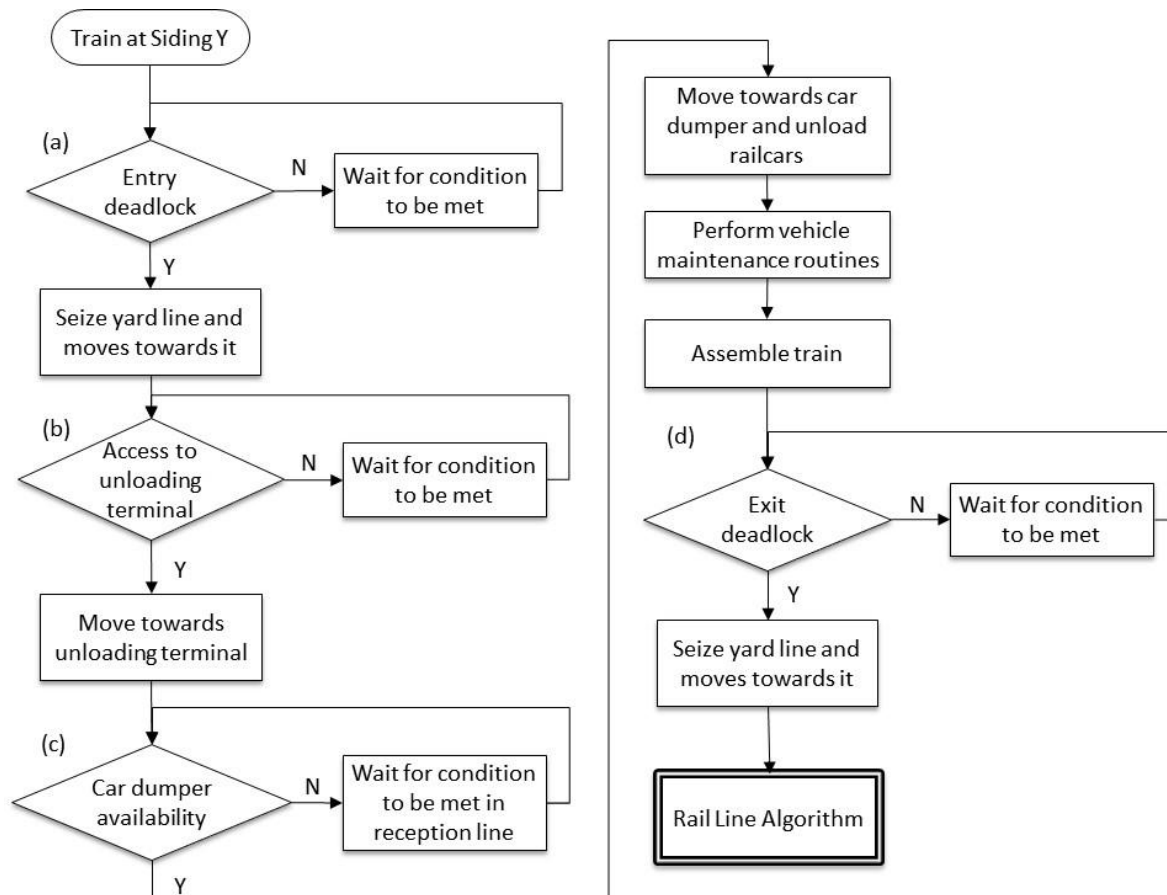 Train at Siding Y
(a)
Entry
deadlock
N
Wait for condition
to be met
Y
Seize yard line and
moves towards it
(b)
Access to
unloading
terminal
N
Wait for condition
to be met
Y
Move towards
unloading terminal
(c)
Car dumper
availability
N
Wait for condition
to be met in
reception line
Y
Move towards car
dumper and unload
railcars
Perform vehicle
maintenance routines
Assemble train
(d)
Exit
deadlock
N
Wait for condition
to be met
Y
Seize yard line and
moves towards it
Rail Line Algorithm